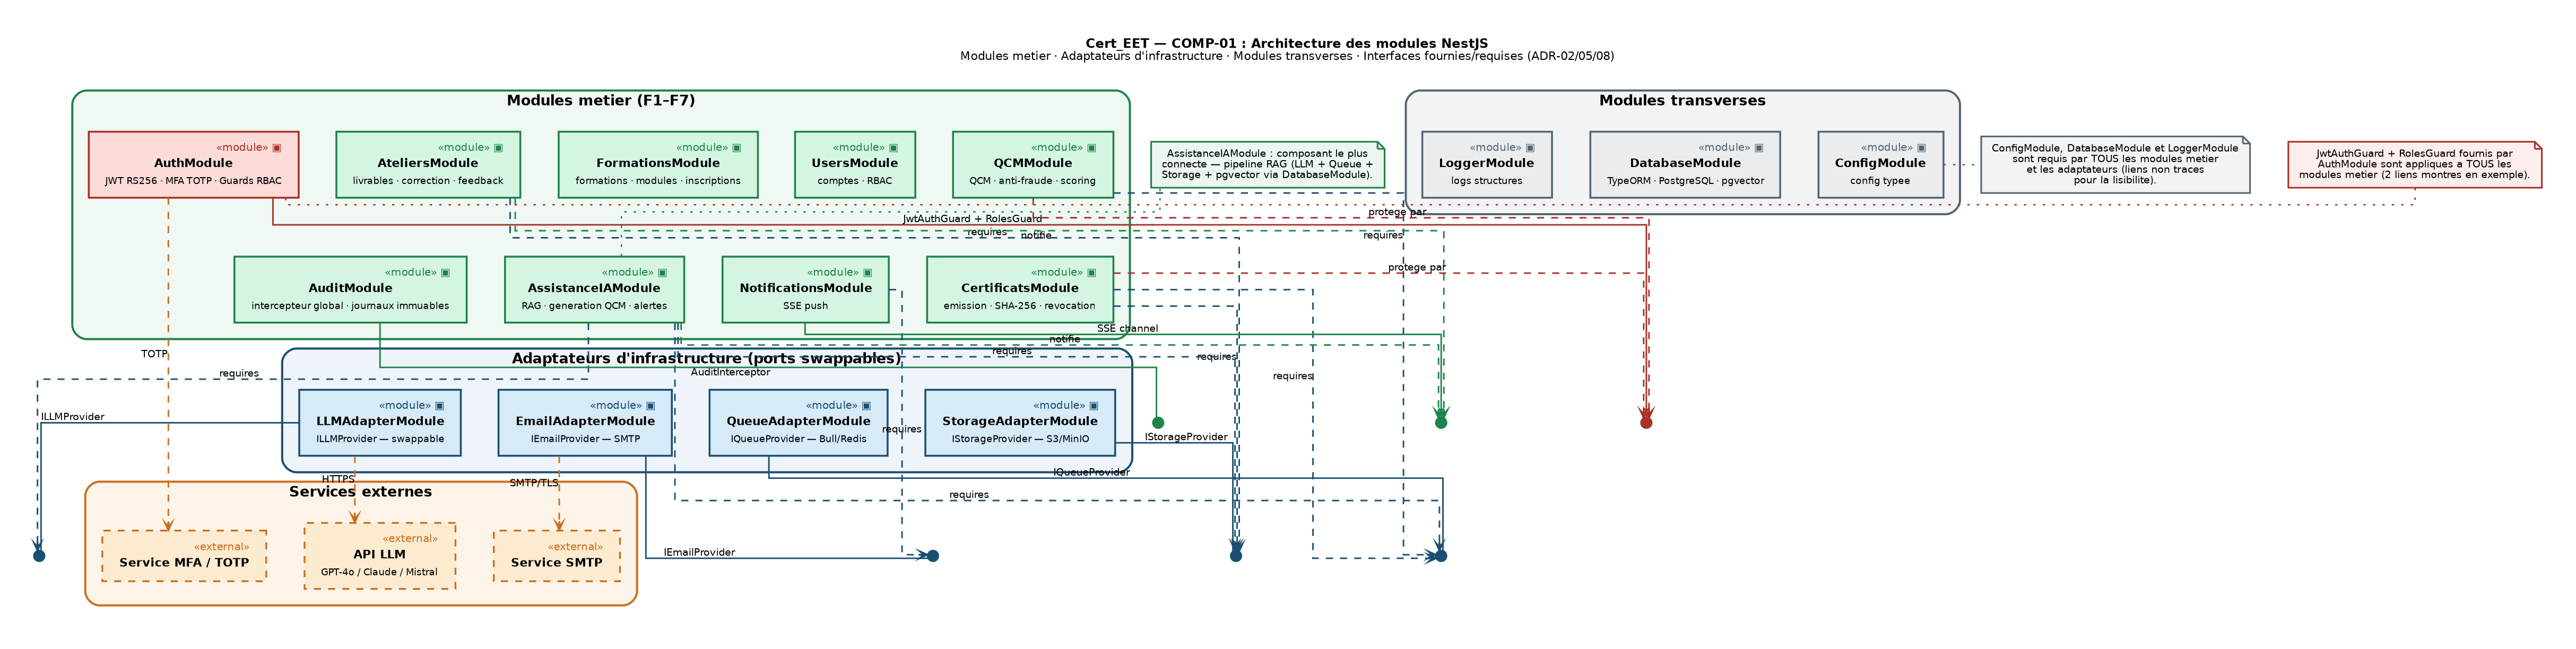 Cert_EET — COMP-01 : Architecture des modules NestJS
Modules metier · Adaptateurs d'infrastructure · Modules transverses · Interfaces fournies/requises (ADR-02/05/08)
Modules metier (F1–F7)
«module» ▣
AuthModule
JWT RS256 · MFA TOTP · Guards RBAC
«module» ▣
AteliersModule
livrables · correction · feedback
«module» ▣
FormationsModule
formations · modules · inscriptions
«module» ▣
UsersModule
comptes · RBAC
«module» ▣
QCMModule
QCM · anti-fraude · scoring
AssistanceIAModule : composant le plus
connecte — pipeline RAG (LLM + Queue +
Storage + pgvector via DatabaseModule).
Modules transverses
«module» ▣
LoggerModule
logs structures
«module» ▣
DatabaseModule
TypeORM · PostgreSQL · pgvector
«module» ▣
ConfigModule
config typee
ConfigModule, DatabaseModule et LoggerModule
sont requis par TOUS les modules metier
et les adaptateurs (liens non traces
pour la lisibilite).
JwtAuthGuard + RolesGuard fournis par
AuthModule sont appliques a TOUS les
modules metier (2 liens montres en exemple).
JwtAuthGuard + RolesGuard
protege par
requires
notifie
requires
protege par
«module» ▣
AuditModule
intercepteur global · journaux immuables
«module» ▣
AssistanceIAModule
RAG · generation QCM · alertes
«module» ▣
NotificationsModule
SSE push
«module» ▣
CertificatsModule
emission · SHA-256 · revocation
SSE channel
notifie
requires
requires
requires
TOTP
requires
Adaptateurs d'infrastructure (ports swappables)
AuditInterceptor
ILLMProvider
«module» ▣
LLMAdapterModule
ILLMProvider — swappable
«module» ▣
EmailAdapterModule
IEmailProvider — SMTP
«module» ▣
QueueAdapterModule
IQueueProvider — Bull/Redis
requires
«module» ▣
StorageAdapterModule
IStorageProvider — S3/MinIO
IStorageProvider
IQueueProvider
HTTPS
SMTP/TLS
requires
Services externes
«external»
Service MFA / TOTP
«external»
API LLM
GPT-4o / Claude / Mistral
«external»
Service SMTP
IEmailProvider